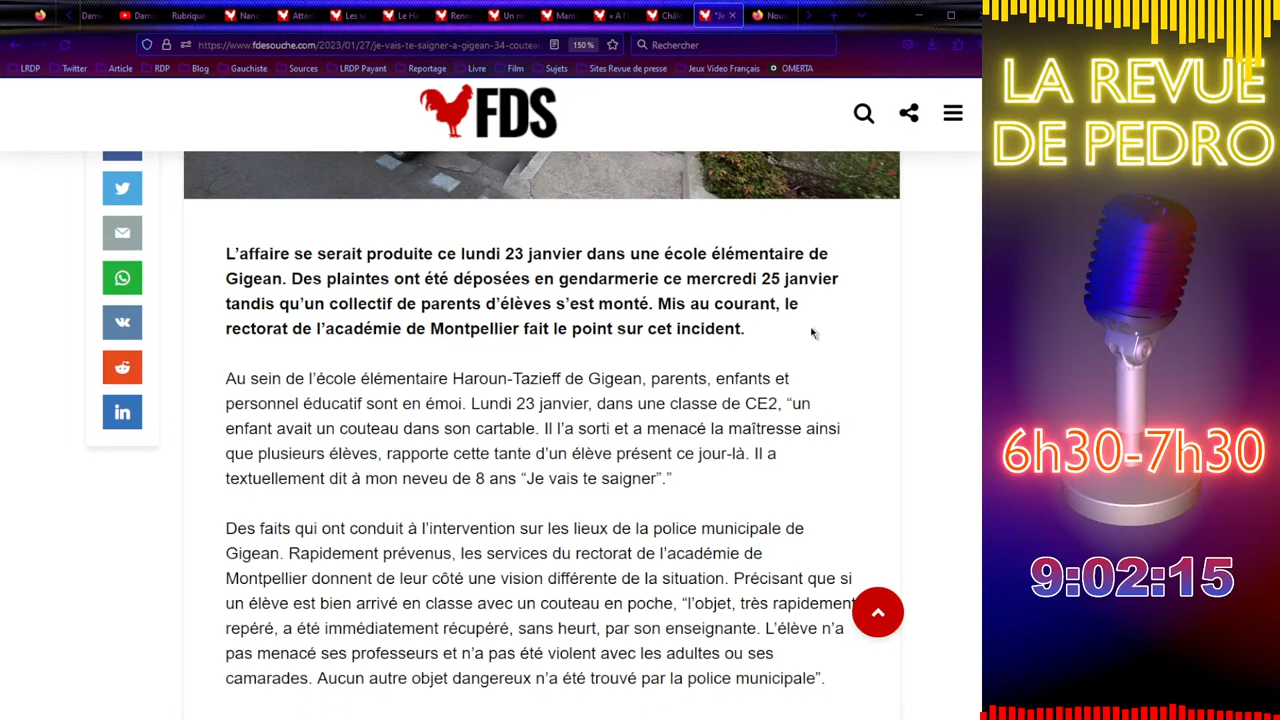 Dam
Dami
Rubrique
Nan
Atten
Les s
Le H
Renn
Un m
Mant
« A l
Châlo
"Je
Nou
https://www.fdesouche.com/2023/01/27/je-vais-te-saigner-a-gigean-34-coutea
150 %
Rechercher
LRDP
Twitter
Article
RDP
Blog
Gauchiste
Sources
LRDP Payant
Reportage
Livre
Film
Sujets
Sites Revue de presse
Jeux Video Français
OMERTA
FDS
L’affaire se serait produite ce lundi 23 janvier dans une école élémentaire de
Gigean. Des plaintes ont été déposées en gendarmerie ce mercredi 25 janvier
tandis qu’un collectif de parents d’élèves s’est monté. Mis au courant, le
rectorat de l’académie de Montpellier fait le point sur cet incident.
Au sein de l’école élémentaire Haroun-Tazieff de Gigean, parents, enfants et
personnel éducatif sont en émoi. Lundi 23 janvier, dans une classe de CE2, “un
enfant avait un couteau dans son cartable. Il l’a sorti et a menacé la maîtresse ainsi
que plusieurs élèves, rapporte cette tante d’un élève présent ce jour-là. Il a
textuellement dit à mon neveu de 8 ans “Je vais te saigner”.”
Des faits qui ont conduit à l’intervention sur les lieux de la police municipale de
Gigean. Rapidement prévenus, les services du rectorat de l’académie de
Montpellier donnent de leur côté une vision différente de la situation. Précisant que si
un élève est bien arrivé en classe avec un couteau en poche, “l’objet, très rapidement
repéré, a été immédiatement récupéré, sans heurt, par son enseignante. L’élève n’a
pas menacé ses professeurs et n’a pas été violent avec les adultes ou ses
camarades. Aucun autre objet dangereux n’a été trouvé par la police municipale”.
LA REVUE
DE PEDRO
6h30-7h30
9:02:15